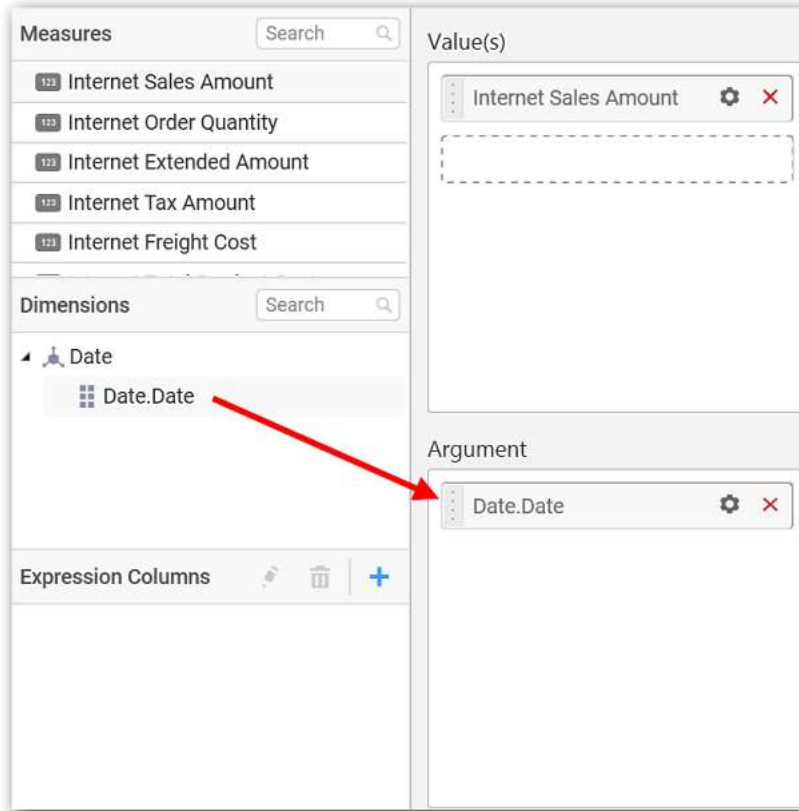 Measures
Search
Internet Sales Amount
Internet Order Quantity
Internet Extended Amount
Internet Tax Amount
Internet Freight Cost
Dimensions
Search
Date
Date.Date
Expression Columns
Value(s)
Internet Sales Amount
Argument
Date.Date